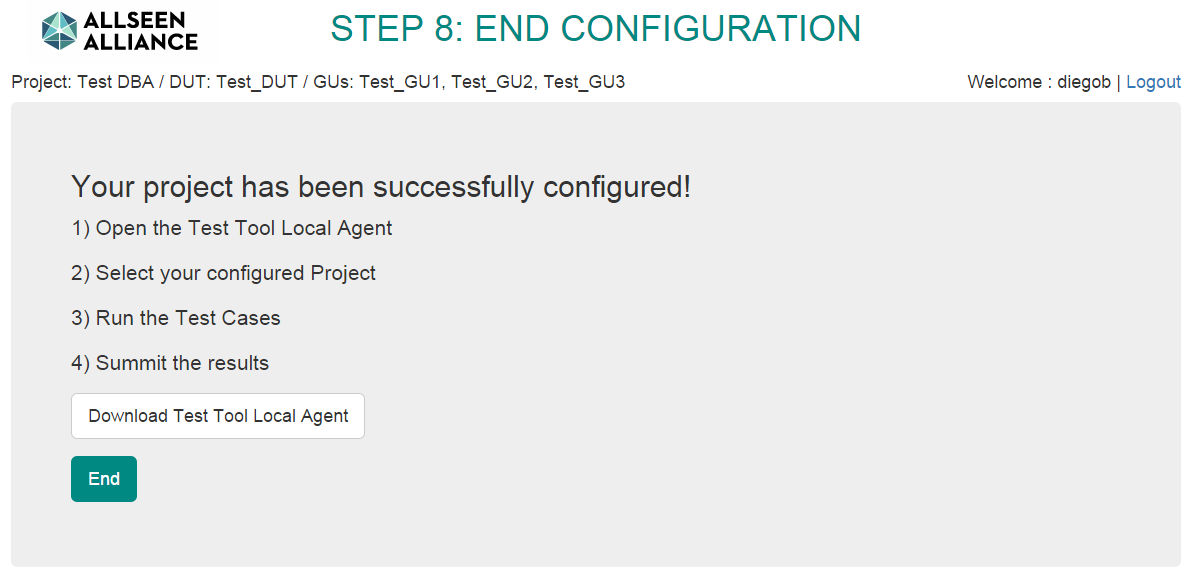 ALLSEEN
ALLIANCE
STEP 8: END CONFIGURATION
Project: Test DBA / DUT: Test_DUT / GUs: Test_GU1, Test_GU2, Test_GU3
Welcome : diegob | Logout
Your project has been successfully configured!
1) Open the Test Tool Local Agent
2) Select your configured Project
3) Run the Test Cases
4) Summit the results
Download Test Tool Local Agent
End